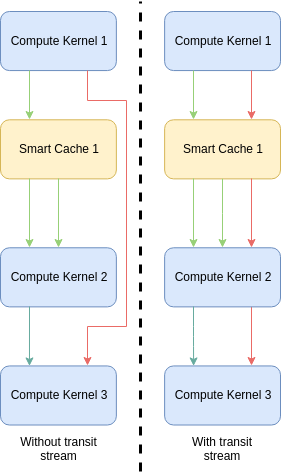 Compute Kernel 1
Smart Cache 1
Compute Kernel 2
Compute Kernel 3
Without transit
stream
Compute Kernel 1
Smart Cache 1
Compute Kernel 2
Compute Kernel 3
With transit
stream